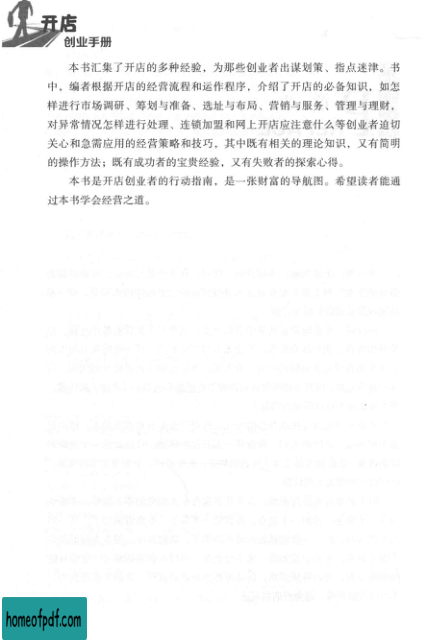 开店
创业手册
本书汇集了开店的多种经验，为那些创业者出谋划策、指点迷津。书
中，编者根据开店的经营流程和运作程序，介绍了开店的必备知识，如怎
样进行市场调研、筹划与准备、选址与布局、营销与服务、管理与理财，
对异常情况怎样进行处理、连锁加盟和网上开店应注意什么等创业者迫切
关心和急需应用的经营策略和技巧，其中既有相关的理论知识，又有简明
的操作方法；既有成功者的宝贵经验，又有失败者的探索心得。
本书是开店创业者的行动指南，是一张财富的导航图。希望读者能通
过本书学会经营之道。
homeofpdf.com